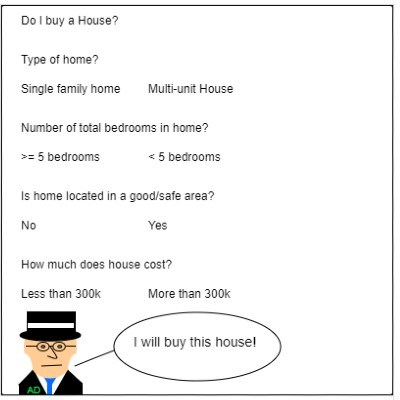 Do I buy a House?
Type of home?
Single family home Multi-unit House
Number of total bedrooms in home?
>= 5 bedrooms < 5 bedrooms
Is home located in a good/safe area?
No Yes
How much does house cost?
Less than 300k More than 300k
I will buy this house!
AD